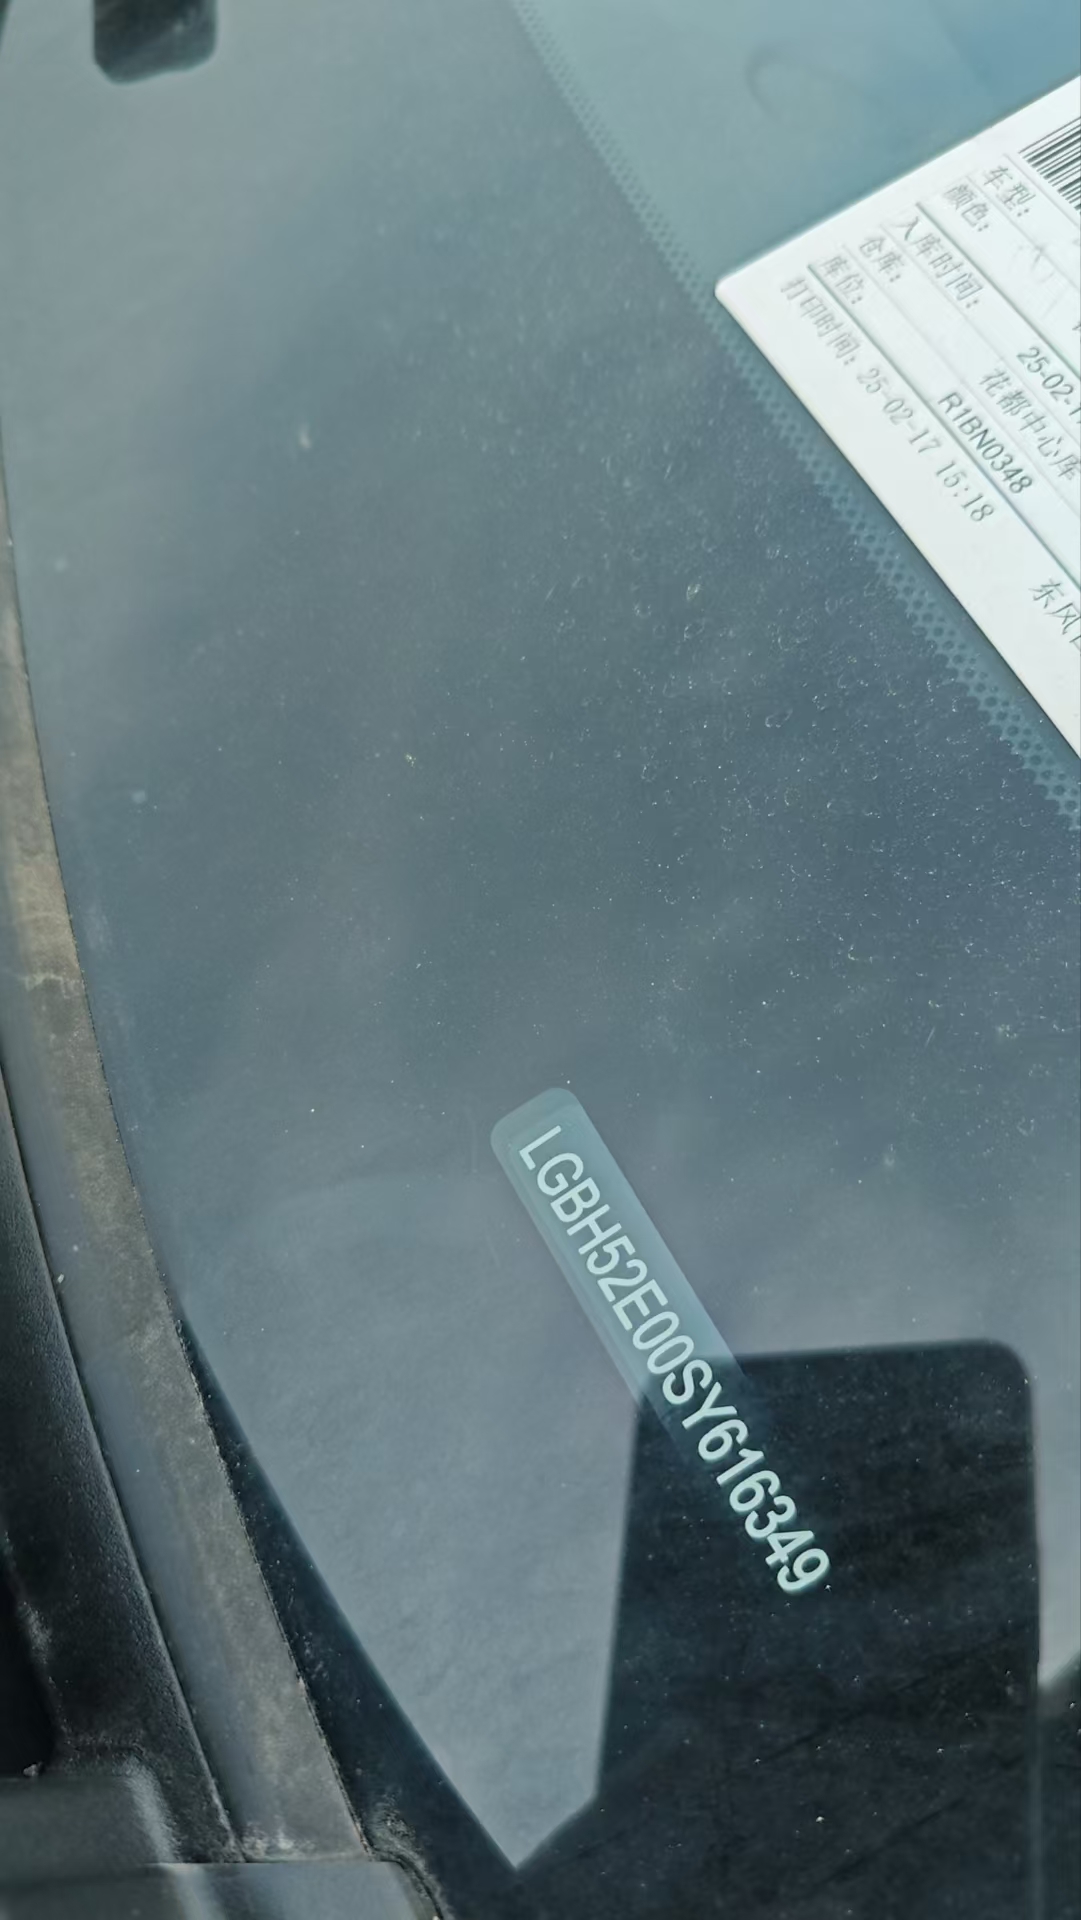 车型:
颜色:
入库时间: 25-02-1
仓库: 花都中心库
库位: R1BN0348
打印时间: 25-02-17 15:18
东风
LGBH52E00SY616349